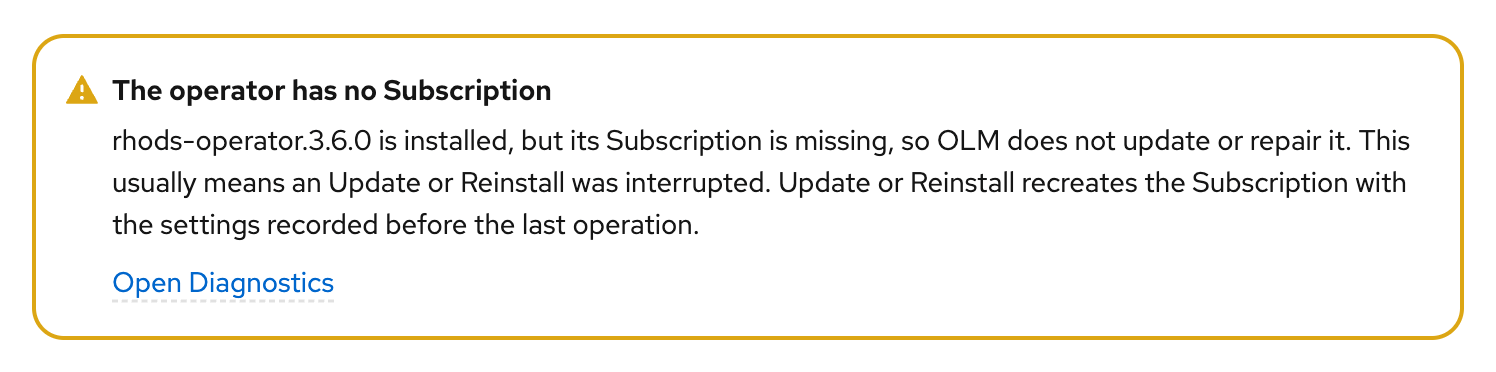 The operator has no Subscription
rhods-operator.3.6.0 is installed, but its Subscription is missing, so OLM does not update or repair it. This
usually means an Update or Reinstall was interrupted. Update or Reinstall recreates the Subscription with
the settings recorded before the last operation.
Open Diagnostics